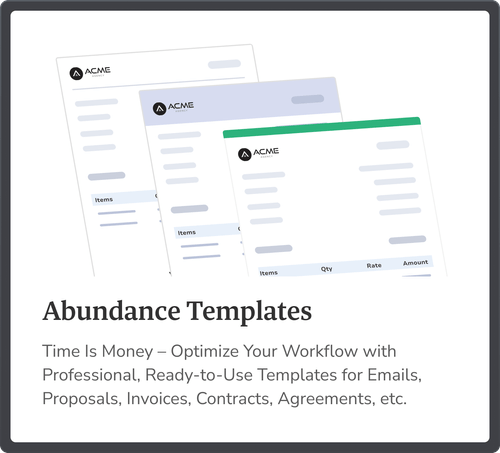 ACME
ACME
ACME
Items
Items
Items Qty Rate Amount
Abundance Templates
Time Is Money – Optimize Your Workflow with
Professional, Ready-to-Use Templates for Emails,
Proposals, Invoices, Contracts, Agreements, etc.